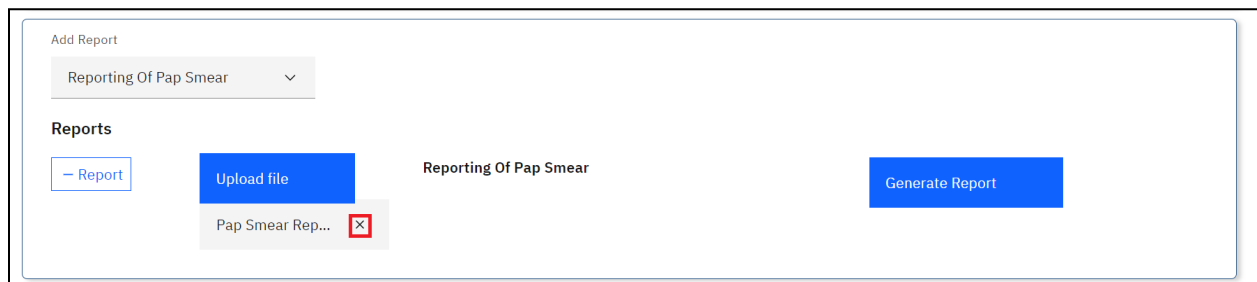 Add Report
Reporting Of Pap Smear
Reports
– Report
Upload file
Reporting Of Pap Smear
Generate Report
Pap Smear Rep...